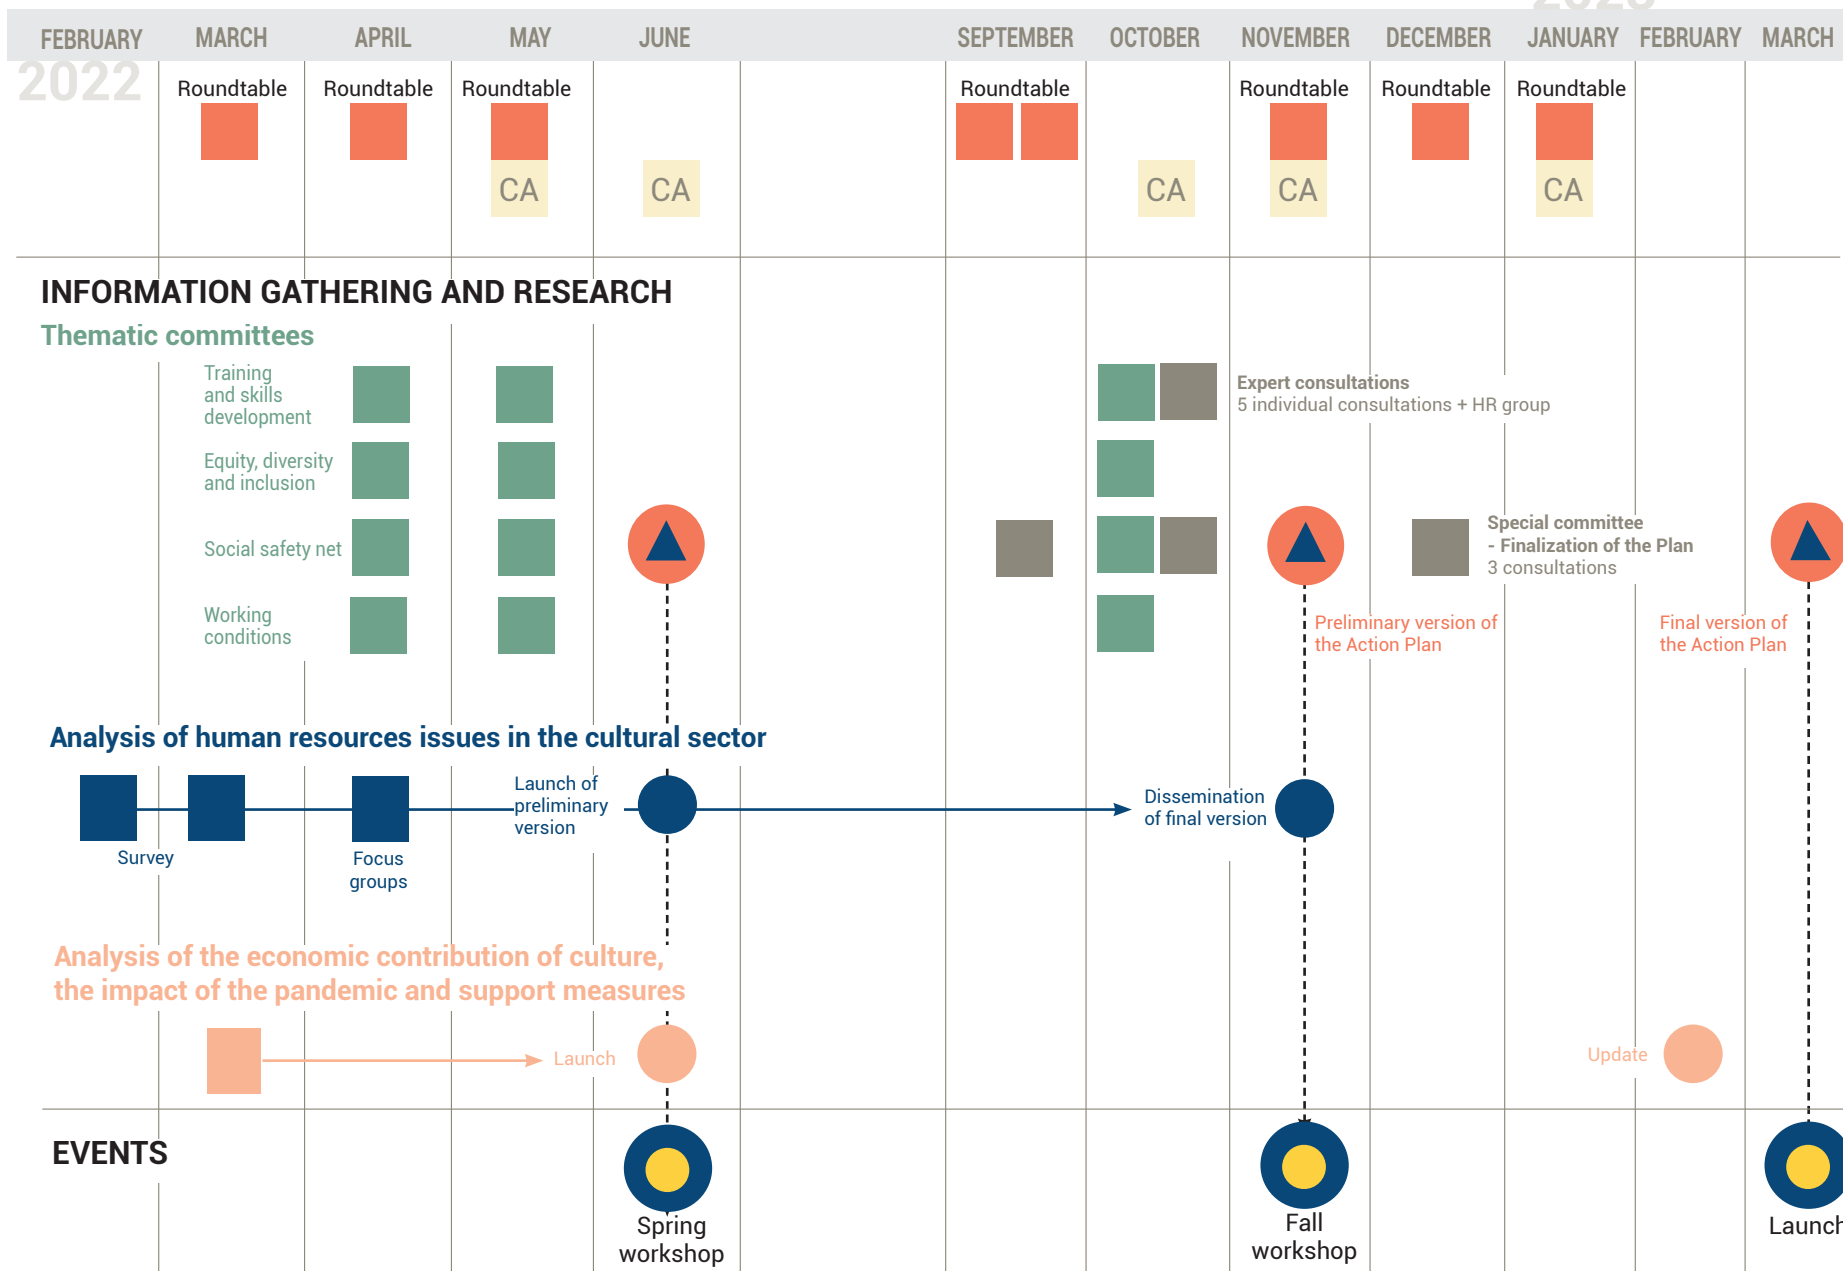 2023
FEBRUARY MARCH APRIL MAY JUNE SEPTEMBER OCTOBER NOVEMBER DECEMBER JANUARY FEBRUARY MARCH
2022
Roundtable Roundtable Roundtable Roundtable Roundtable Roundtable Roundtable
CA CA CA CA CA
INFORMATION GATHERING AND RESEARCH
Thematic committees
Training
and skills
development
Expert consultations
5 individual consultations + HR group
Equity, diversity
and inclusion
Social safety net
Special committee
- Finalization of the Plan
3 consultations
Working
conditions
Preliminary version of
the Action Plan
Final version of
the Action Plan
Analysis of human resources issues in the cultural sector
Survey
Focus
groups
Launch of
preliminary
version
Dissemination
of final version
Analysis of the economic contribution of culture,
the impact of the pandemic and support measures
Launch
Update
EVENTS
Spring
workshop
Fall
workshop
Launch